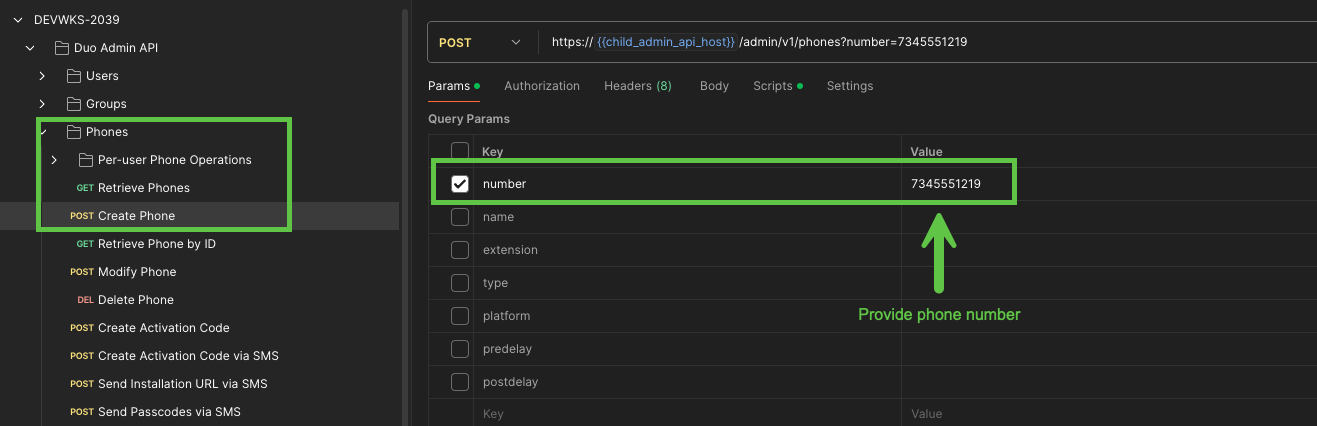 DEVWKS-2039
Duo Admin API
Users
Groups
Phones
Per-user Phone Operations
GET Retrieve Phones
POST Create Phone
GET Retrieve Phone by ID
POST Modify Phone
DEL Delete Phone
POST Create Activation Code
POST Create Activation Code via SMS
POST Send Installation URL via SMS
POST Send Passcodes via SMS
POST https:// {{child_admin_api_host}} /admin/v1/phones?number=7345551219
Params Authorization Headers (8) Body Scripts Settings
Query Params
Key Value
number 7345551219
name
extension
type
platform
Provide phone number
predelay
postdelay
Key Value